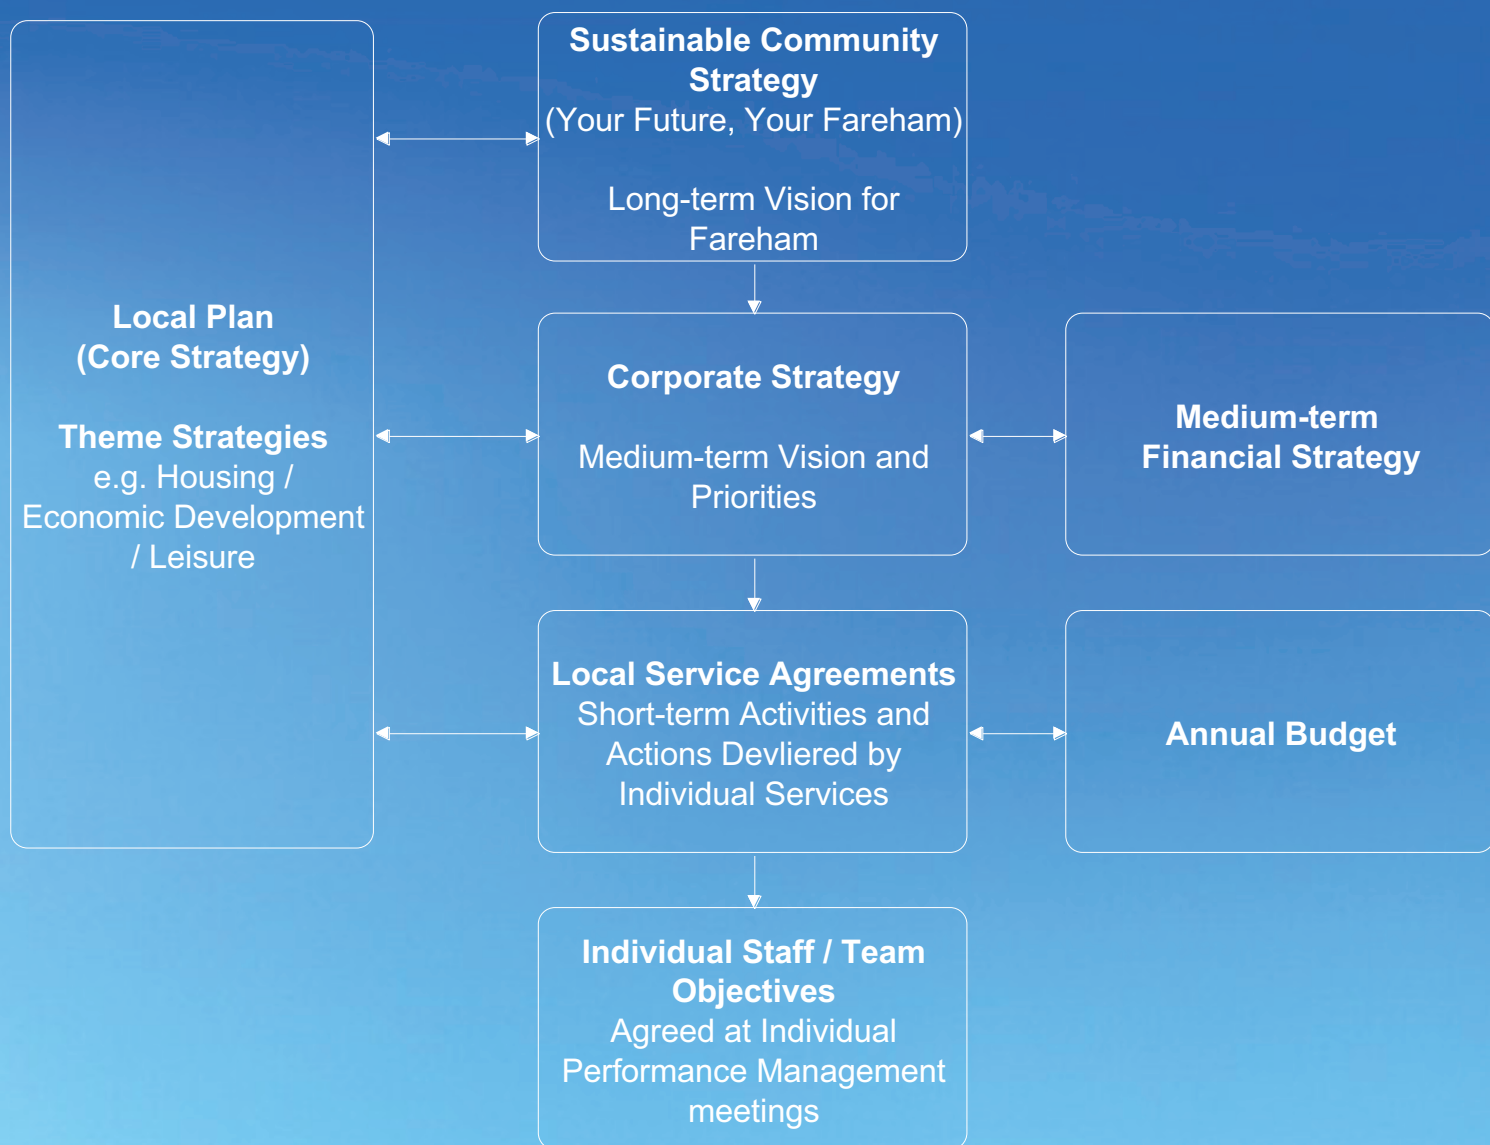 Sustainable Community
Strategy
(Your Future, Your Fareham)
Long-term Vision for
Fareham
Local Plan
(Core Strategy)
Theme Strategies
e.g. Housing /
Economic Development
/ Leisure
Corporate Strategy
Medium-term Vision and
Priorities
Medium-term
Financial Strategy
Local Service Agreements
Short-term Activities and
Actions Devliered by
Individual Services
Annual Budget
Individual Staff / Team
Objectives
Agreed at Individual
Performance Management
meetings